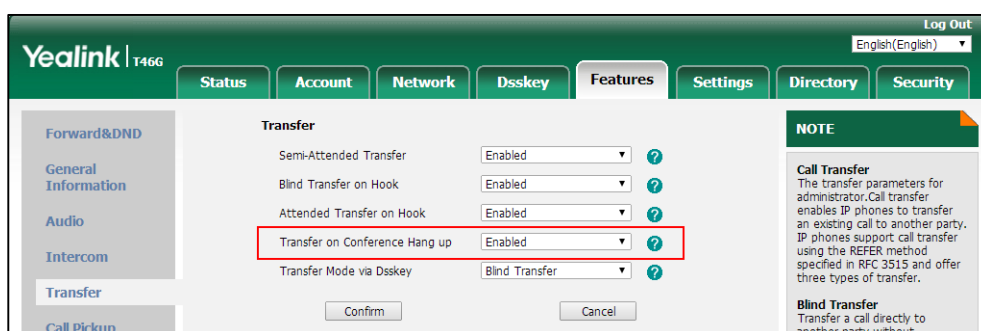 Log Out
Yealink T46G
English(English)
Status Account Network Dsskey Features Settings Directory Security
Forward&DND
General
Information
Audio
Intercom
Transfer
Call Pickup
Transfer
Semi-Attended Transfer Enabled
Blind Transfer on Hook Enabled
Attended Transfer on Hook Enabled
Transfer on Conference Hang up Enabled
Transfer Mode via Dsskey Blind Transfer
Confirm Cancel
NOTE
Call Transfer
The transfer parameters for
administrator.Call transfer
enables IP phones to transfer
an existing call to another party.
IP phones support call transfer
using the REFER method
specified in RFC 3515 and offer
three types of transfer.
Blind Transfer
Transfer a call directly to
another party without